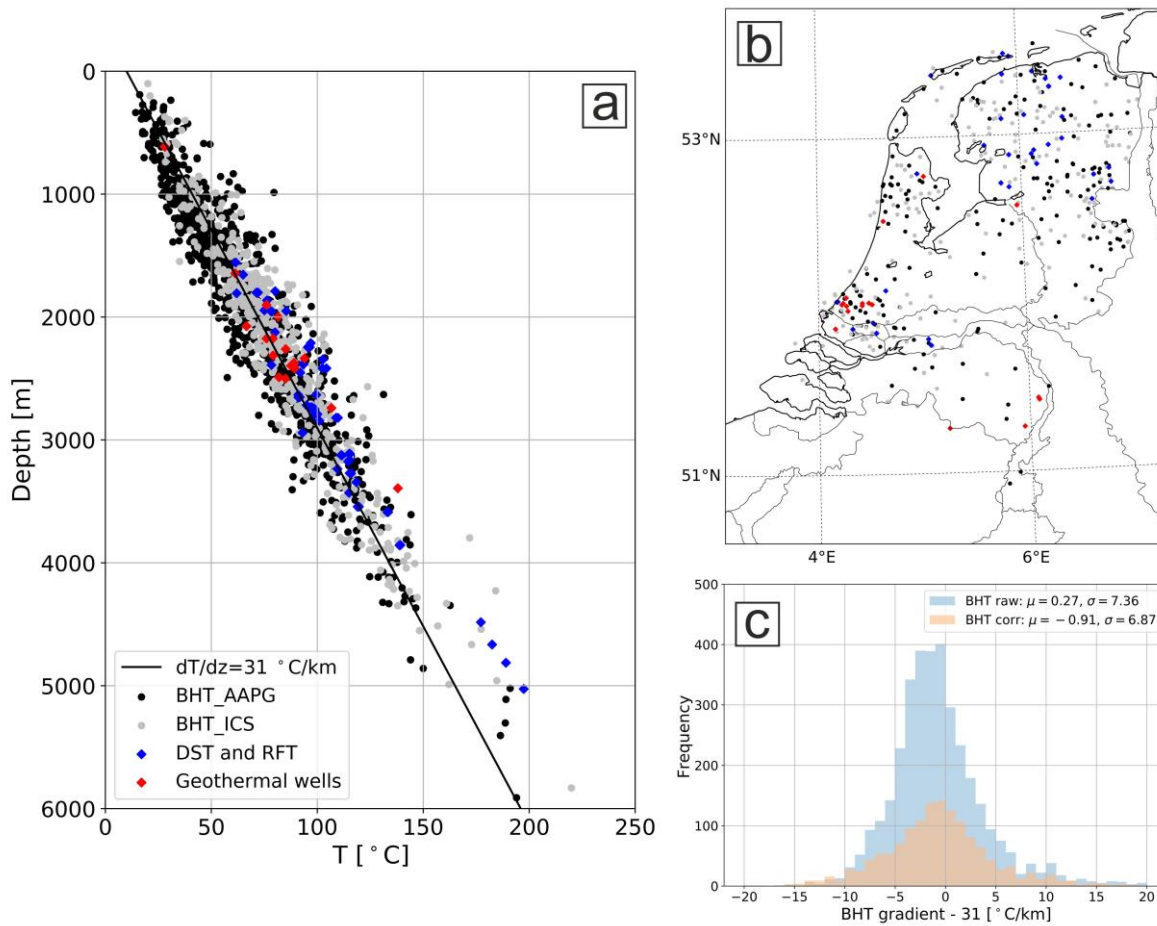 a
0
1000
2000
3000
4000
5000
6000
Depth [m]
dT/dz=31 °C/km
BHT_AAPG
BHT_ICS
DST and RFT
Geothermal wells
0 50 100 150 200 250
T [°C]
b
53°N
51°N
4°E 6°E
c
500
400
300
200
100
0
Frequency
BHT raw: μ = 0.27, σ = 7.36
BHT corr: μ = −0.91, σ = 6.87
−20 −15 −10 −5 0 5 10 15 20
BHT gradient - 31 [°C/km]